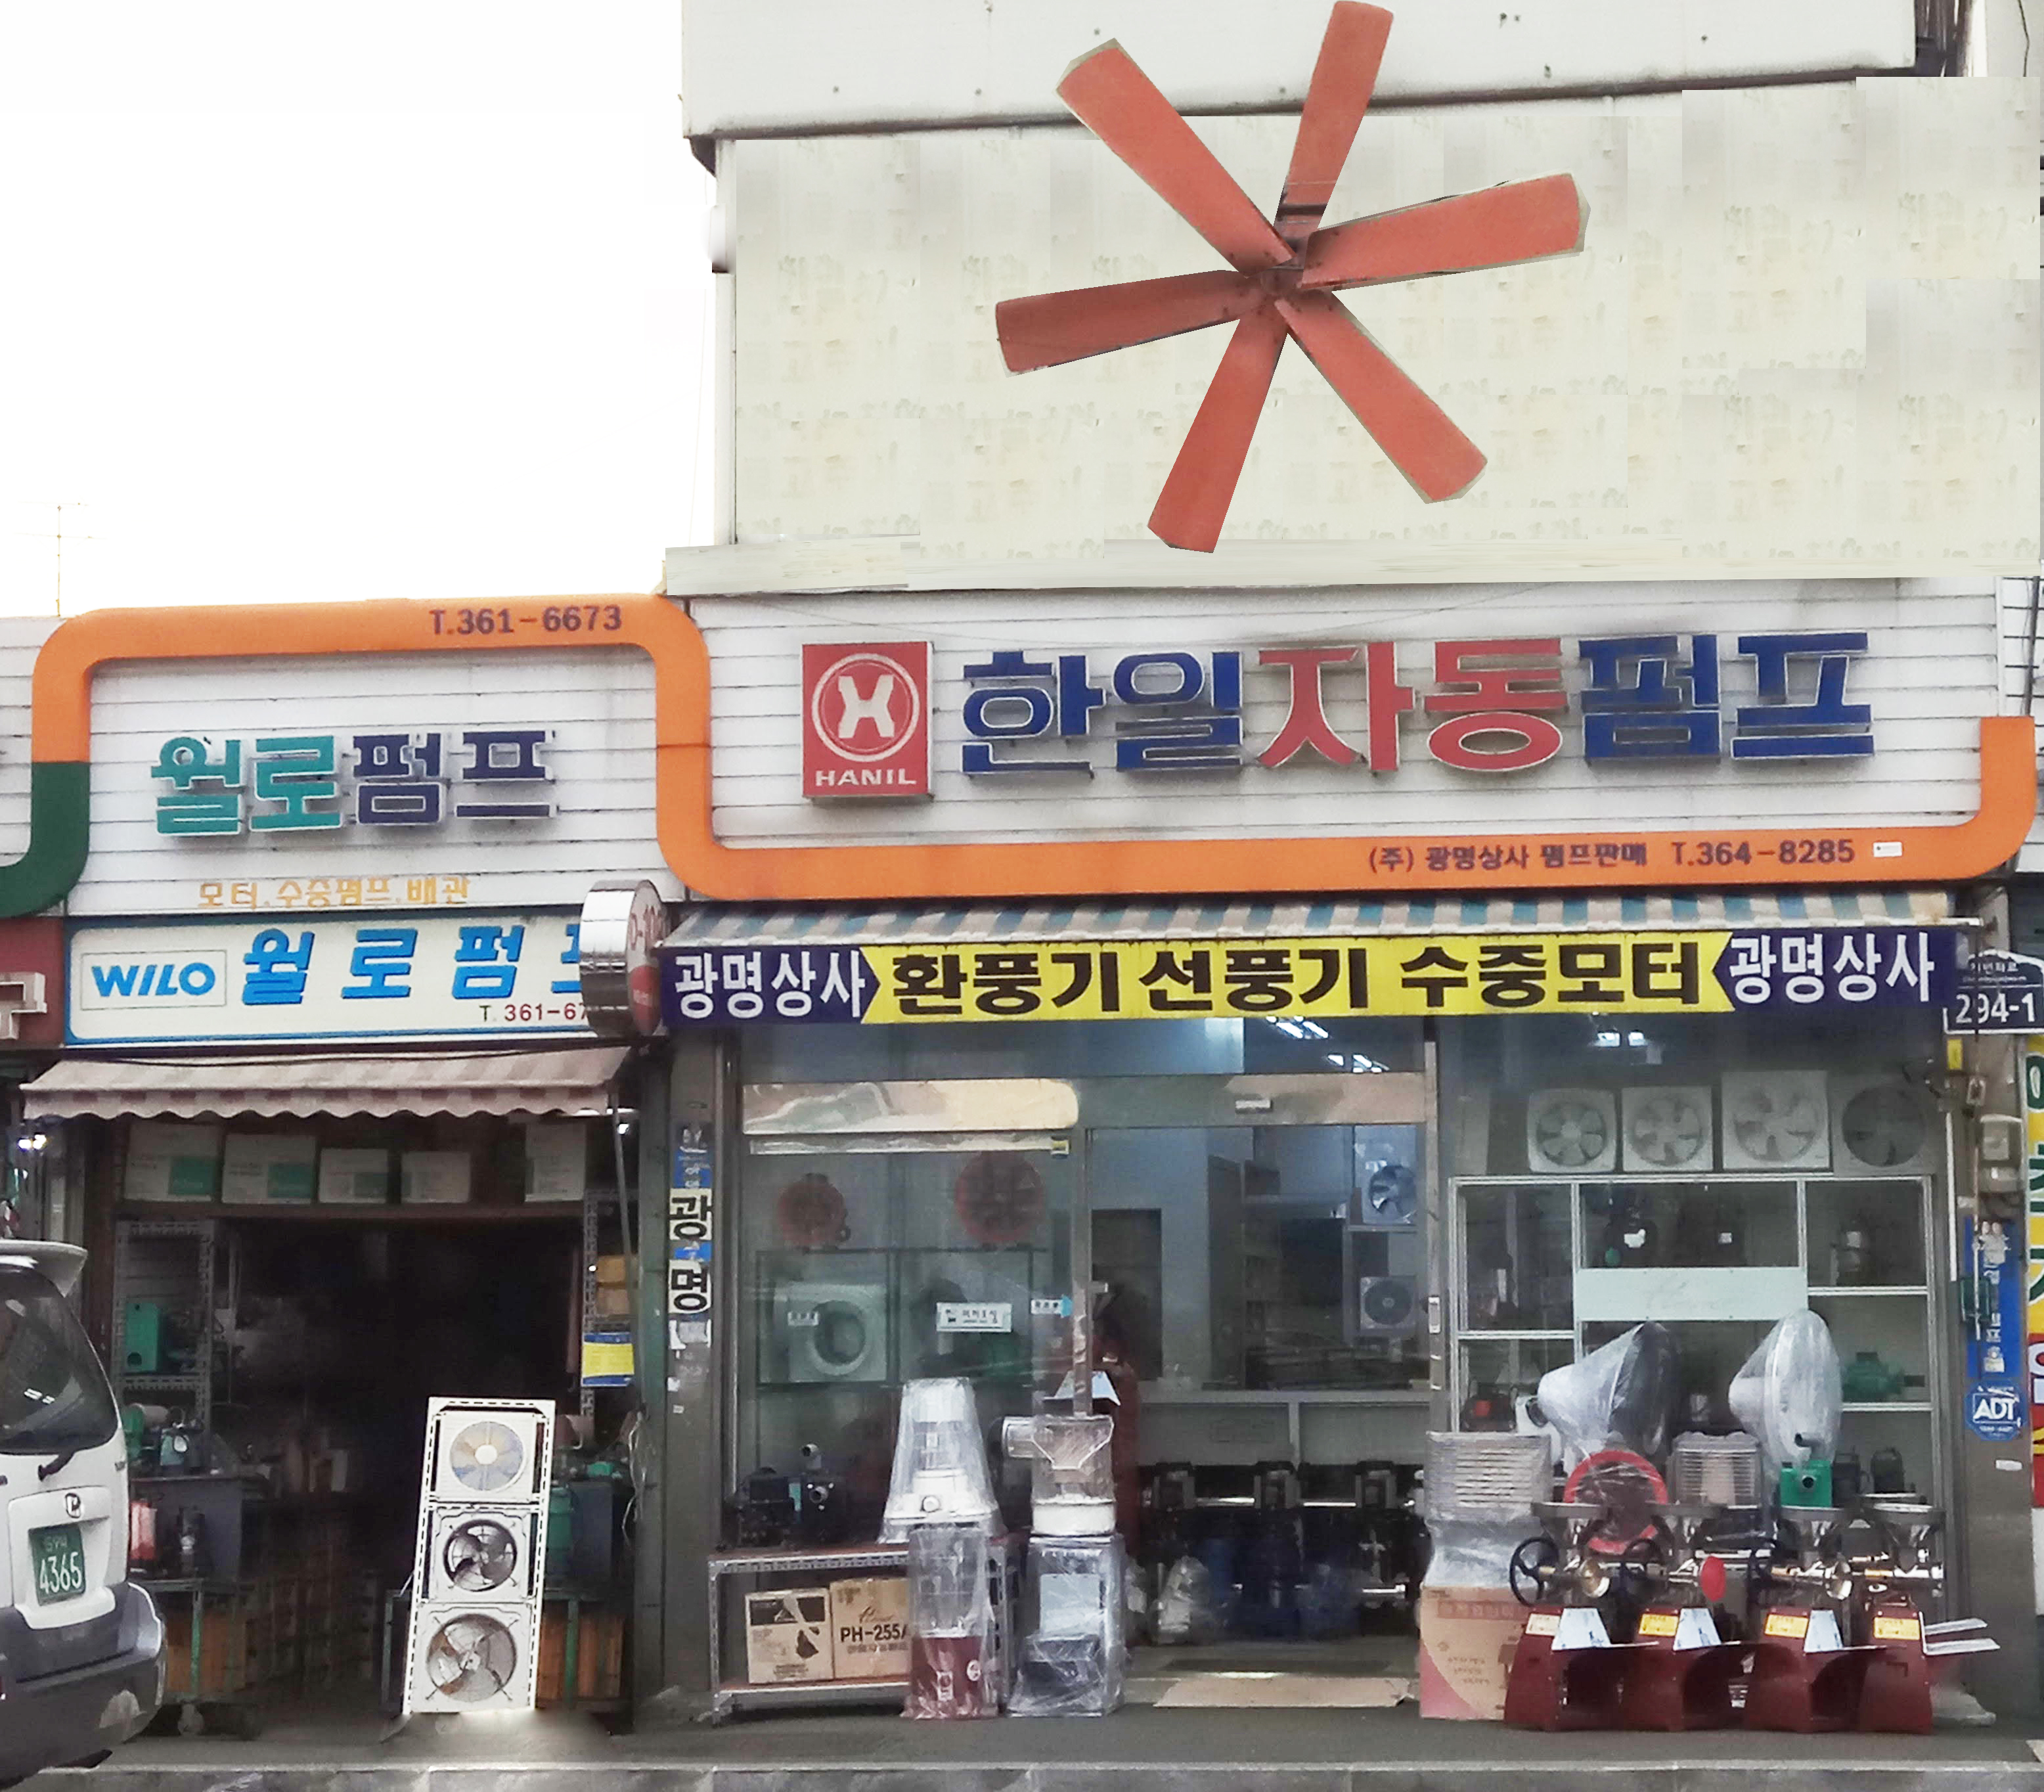 T.361-6673
월로펌프
모터.수중펌프.배관
WILO 월로펌
T.361-67
HANIL
한일자동펌프
(주) 광명상사 펌프판매 T.364-8285
광명상사 환풍기 선풍기 수중모터 광명상사
294-1
광명
ADT
4365
PH-255A